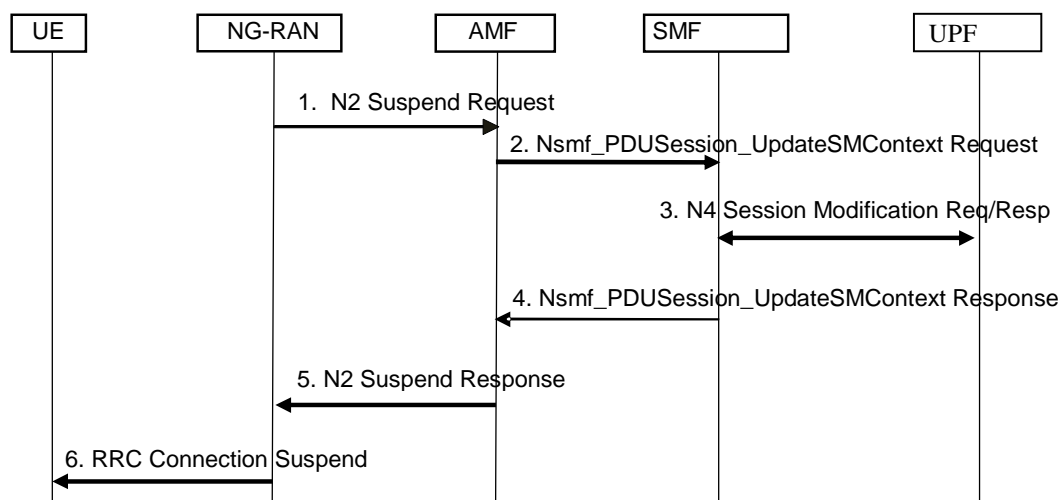 UE
NG-RAN
AMF
SMF
UPF
1. N2 Suspend Request
2. Nsmf_PDUSession_UpdateSMContext Request
3. N4 Session Modification Req/Resp
4. Nsmf_PDUSession_UpdateSMContext Response
5. N2 Suspend Response
6. RRC Connection Suspend